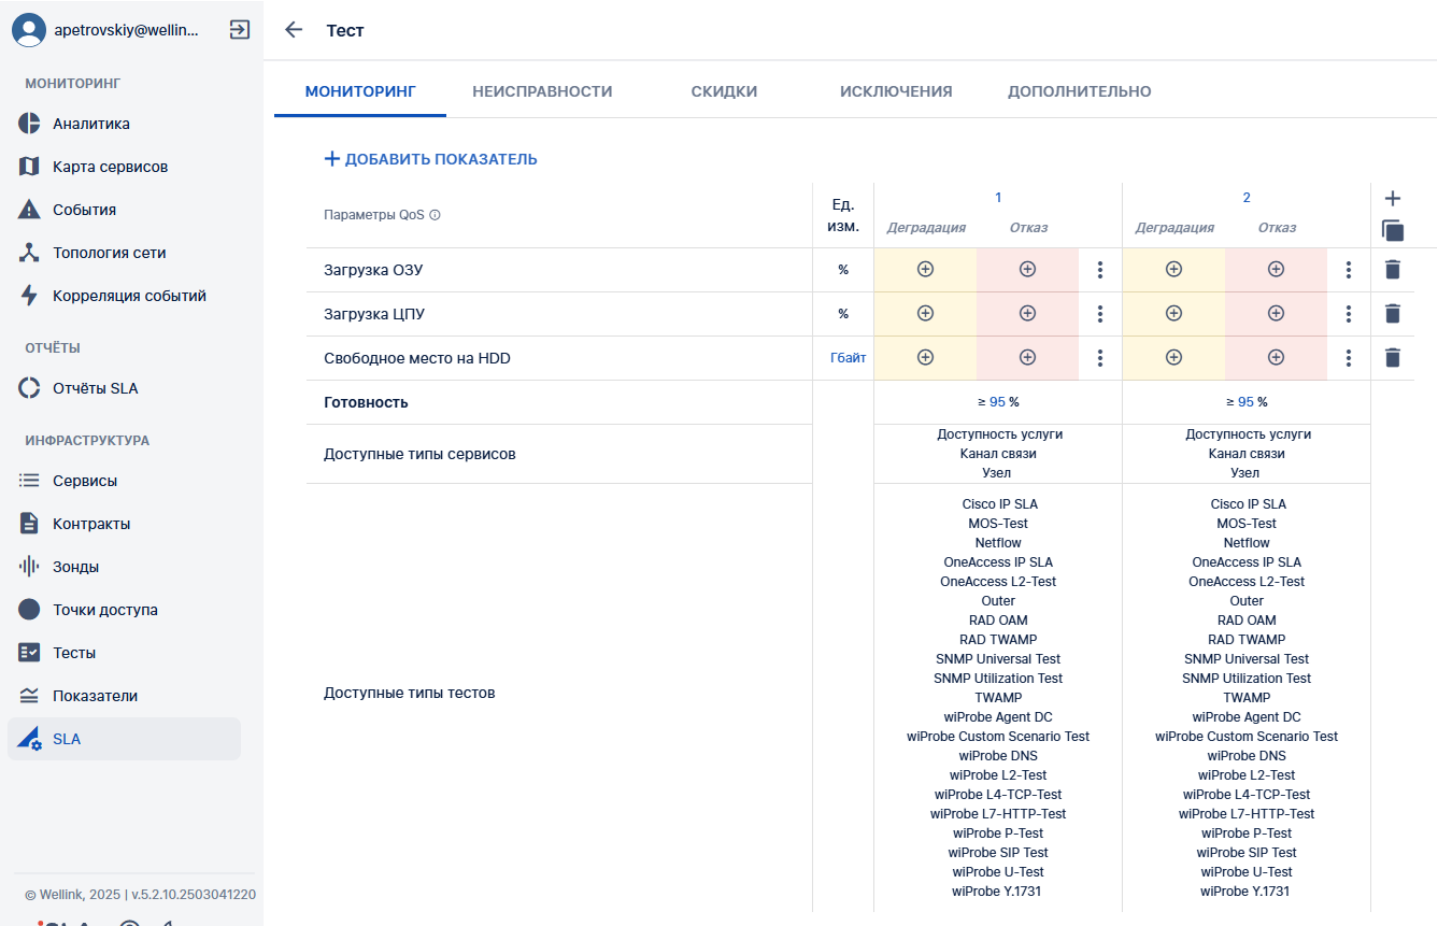 apetrovskiy@wellin...
Тест
МОНИТОРИНГ
Аналитика
Карта сервисов
События
Топология сети
Корреляция событий
ОТЧЁТЫ
Отчёты SLA
ИНФРАСТРУКТУРА
Сервисы
Контракты
Зонды
Точки доступа
Тесты
Показатели
SLA
© Wellink, 2025 | v.5.2.10.2503041220
МОНИТОРИНГ НЕИСПРАВНОСТИ СКИДКИ ИСКЛЮЧЕНИЯ ДОПОЛНИТЕЛЬНО
ДОБАВИТЬ ПОКАЗАТЕЛЬ
Параметры QoS Ед. изм. 1 2
Деградация Отказ Деградация Отказ
Загрузка ОЗУ %
Загрузка ЦПУ %
Свободное место на HDD Гбайт
Готовность ≥ 95 % ≥ 95 %
Доступные типы сервисов
Доступность услуги Доступность услуги
Канал связи Канал связи
Узел Узел
Доступные типы тестов
Cisco IP SLA Cisco IP SLA
MOS-Test MOS-Test
Netflow Netflow
OneAccess IP SLA OneAccess IP SLA
OneAccess L2-Test OneAccess L2-Test
Outer Outer
RAD OAM RAD OAM
RAD TWAMP RAD TWAMP
SNMP Universal Test SNMP Universal Test
SNMP Utilization Test SNMP Utilization Test
TWAMP TWAMP
wiProbe Agent DC wiProbe Agent DC
wiProbe Custom Scenario Test wiProbe Custom Scenario Test
wiProbe DNS wiProbe DNS
wiProbe L2-Test wiProbe L2-Test
wiProbe L4-TCP-Test wiProbe L4-TCP-Test
wiProbe L7-HTTP-Test wiProbe L7-HTTP-Test
wiProbe P-Test wiProbe P-Test
wiProbe SIP Test wiProbe SIP Test
wiProbe U-Test wiProbe U-Test
wiProbe Y.1731 wiProbe Y.1731